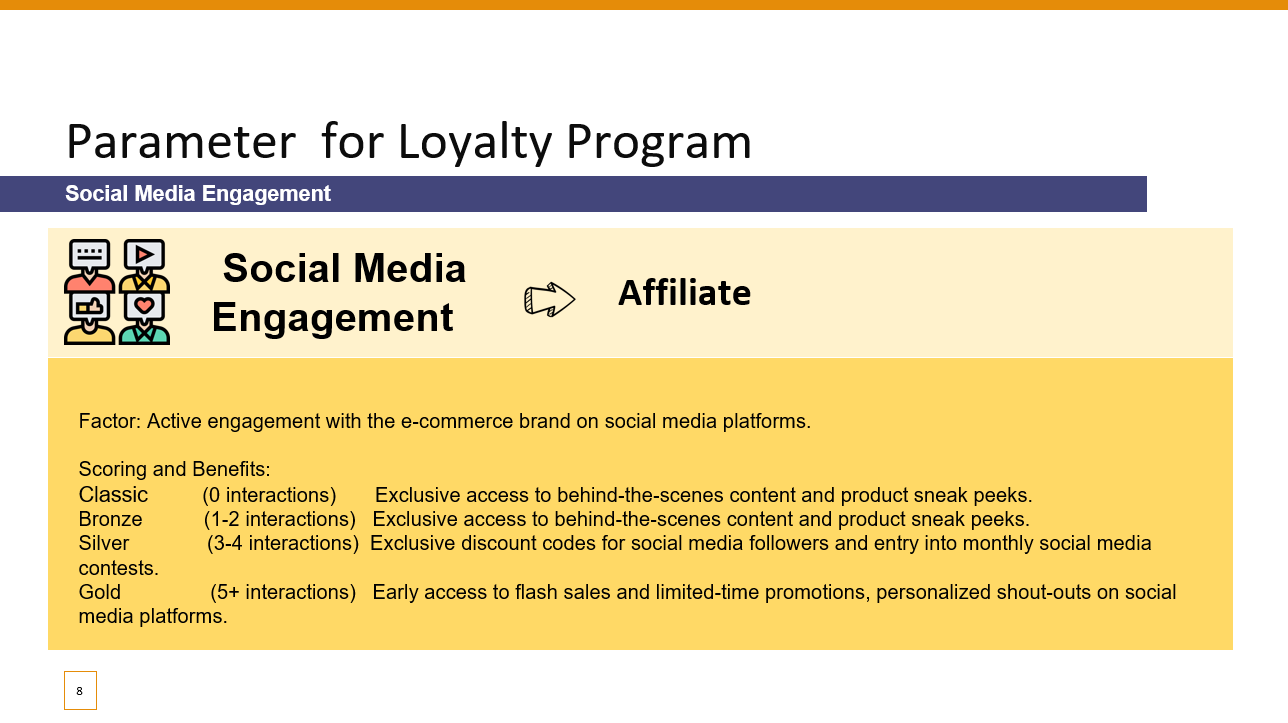 Parameter  for Loyalty Program
Social Media Engagement
Social Media
Engagement
Affiliate
Factor: Active engagement with the e-commerce brand on social media platforms.
Scoring and Benefits:
Classic (0 interactions) Exclusive access to behind-the-scenes content and product sneak peeks.
Bronze (1-2 interactions) Exclusive access to behind-the-scenes content and product sneak peeks.
Silver (3-4 interactions) Exclusive discount codes for social media followers and entry into monthly social media
contests.
Gold (5+ interactions) Early access to flash sales and limited-time promotions, personalized shout-outs on social
media platforms.
8